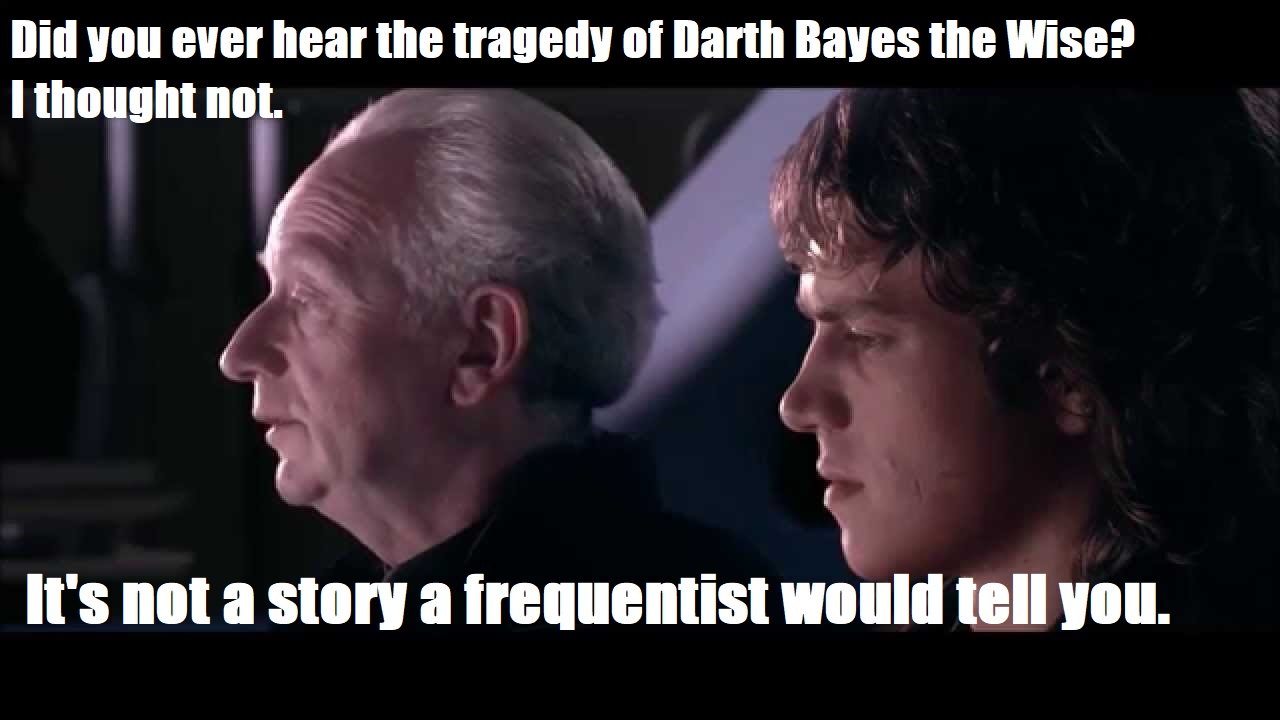 Did you ever hear the tragedy of Darth Bayes the Wise?
I thought not.
It's not a story a frequentist would tell you.